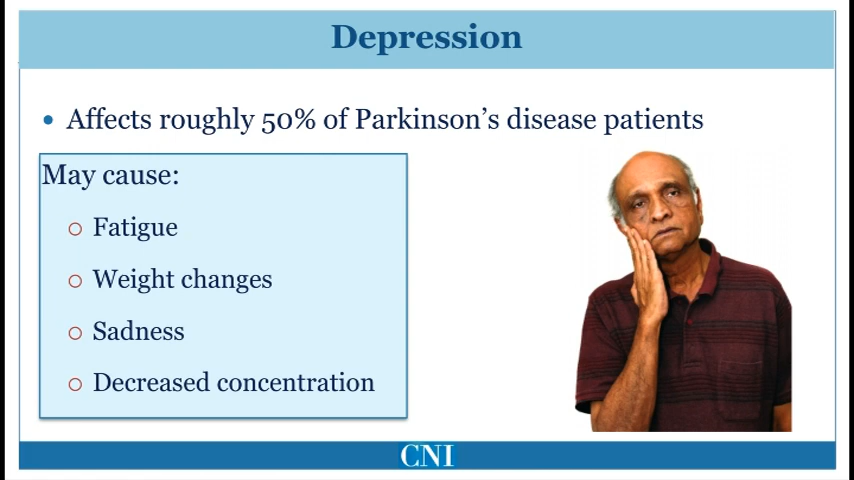 Depression
• Affects roughly 50% of Parkinson's disease patients
May cause:
○ Fatigue
○ Weight changes
○ Sadness
○ Decreased concentration
CNI